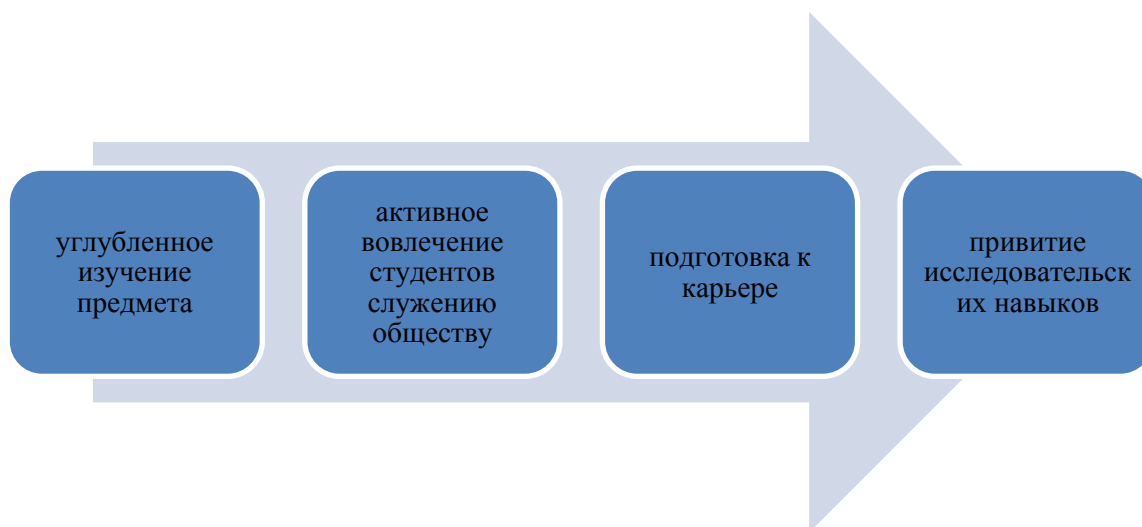 углубленное
изучение
предмета
активное
вовлечение
студентов
служению
обществу
подготовка к
карьере
привитие
исследовательск
их навыков